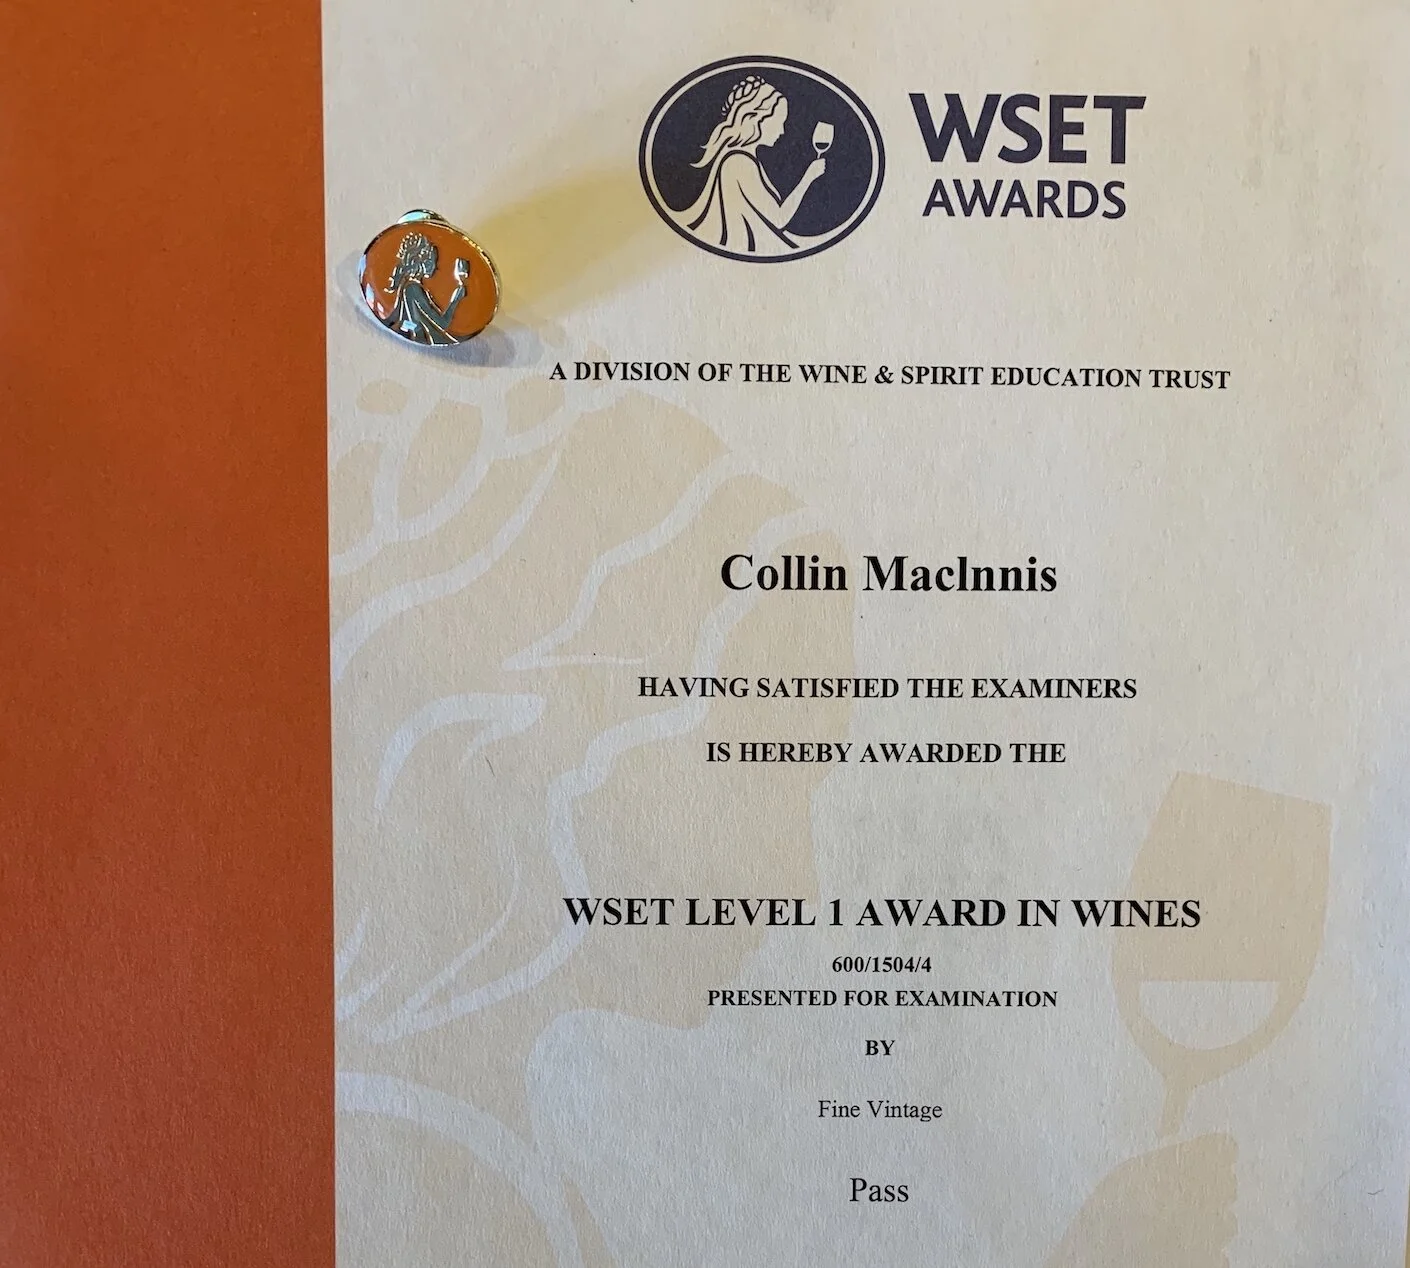 WSET
AWARDS
A DIVISION OF THE WINE & SPIRIT EDUCATION TRUST
Collin MacInnis
HAVING SATISFIED THE EXAMINERS
IS HEREBY AWARDED THE
WSET LEVEL 1 AWARD IN WINES
600/1504/4
PRESENTED FOR EXAMINATION
BY
Fine Vintage
Pass